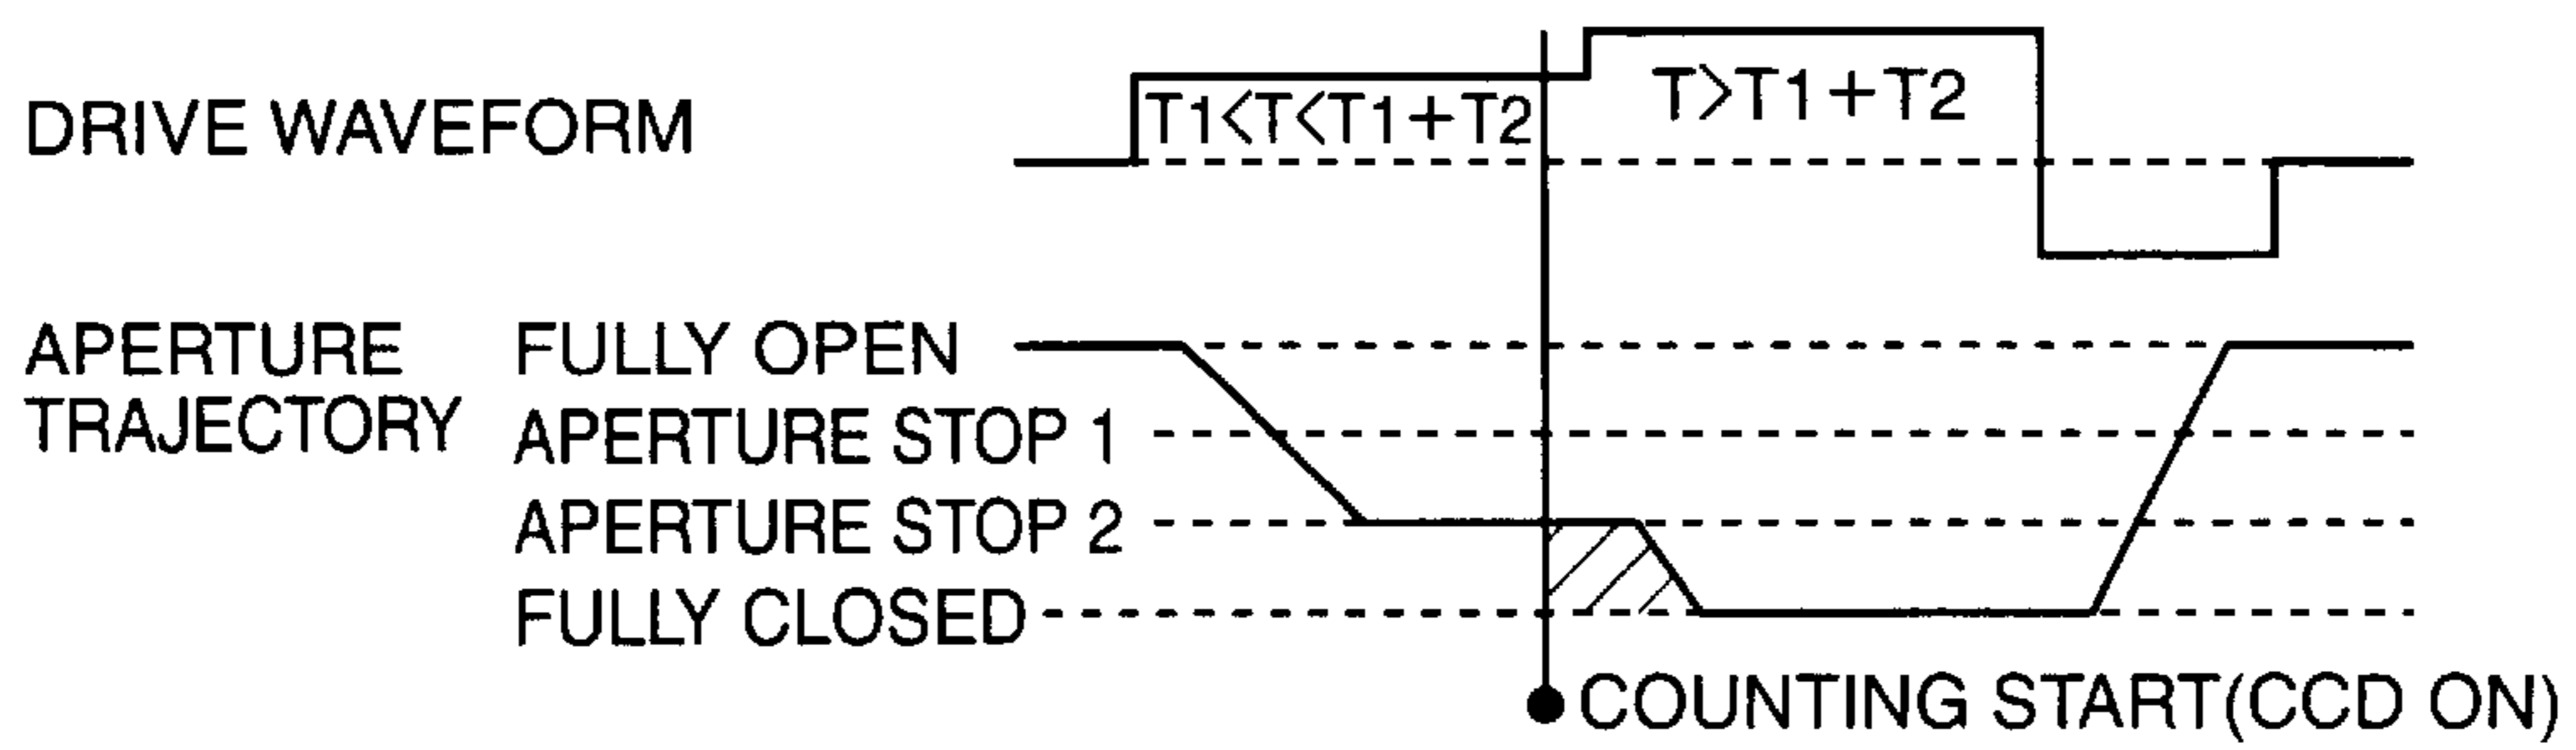 DRIVE WAVEFORM
T1<T<T1+T2
T>T1+T2
APERTURE TRAJECTORY
FULLY OPEN
APERTURE STOP 1
APERTURE STOP 2
FULLY CLOSED
COUNTING START(CCD ON)